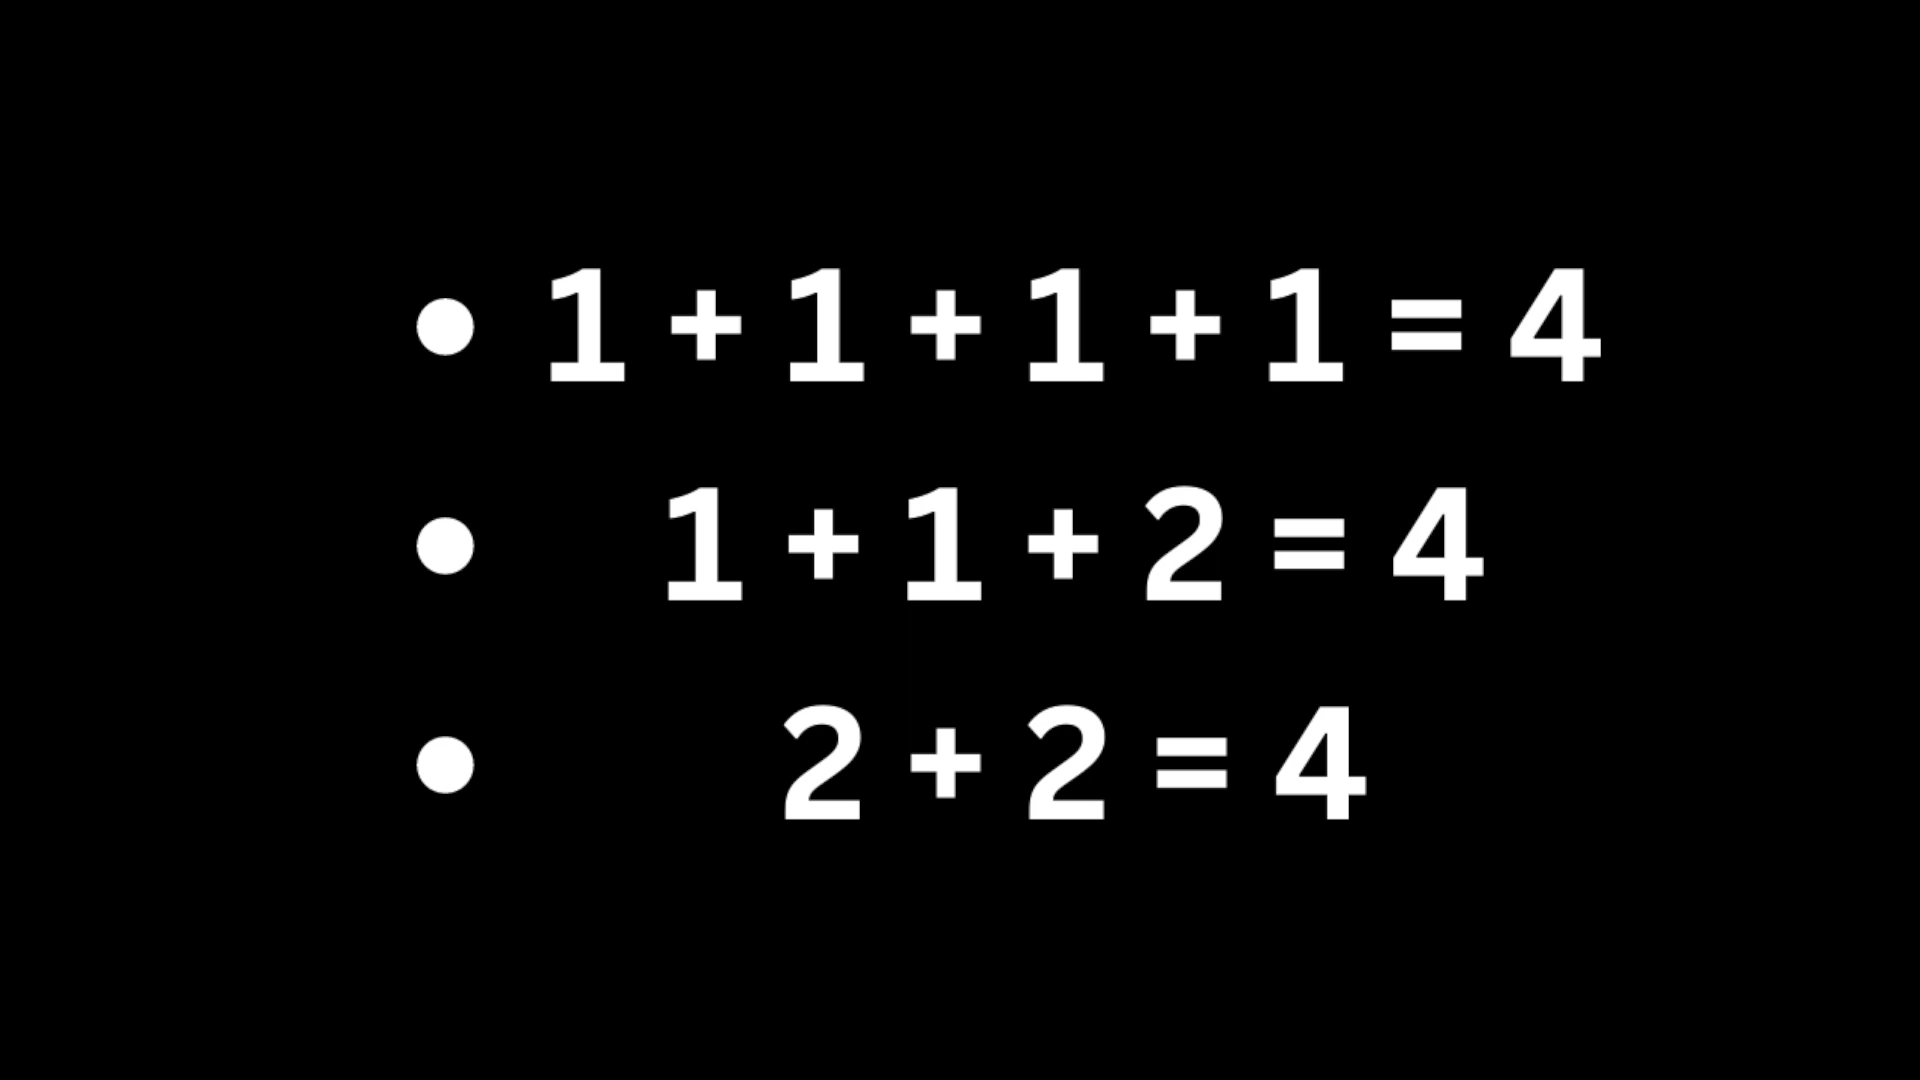 • 1 + 1 + 1 + 1 = 4
• 1 + 1 + 2 = 4
• 2 + 2 = 4